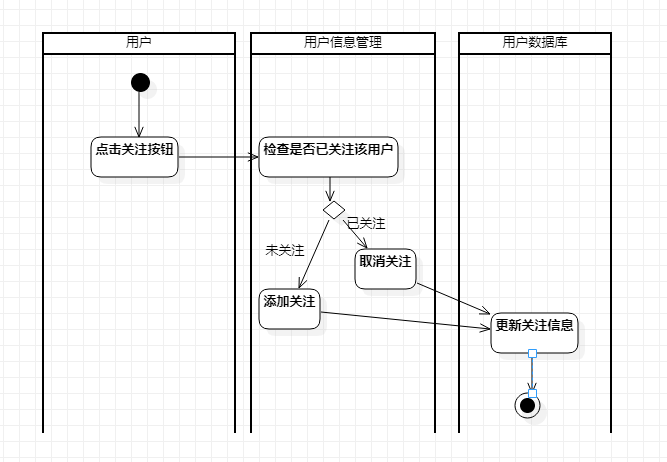 用户
用户信息管理
用户数据库
点击关注按钮
检查是否已关注该用户
已关注
未关注
取消关注
添加关注
更新关注信息